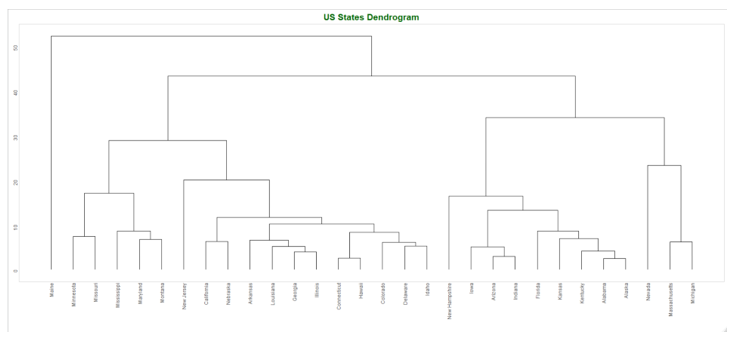 US States Dendrogram
50
40
30
20
10
0
Maine
Minnesota
Missouri
Mississippi
Maryland
Montana
New Jersey
California
Nebraska
Arkansas
Louisiana
Georgia
Illinois
Connecticut
Hawaii
Colorado
Delaware
Idaho
New Hampshire
Iowa
Arizona
Indiana
Florida
Kansas
Kentucky
Alabama
Alaska
Nevada
Massachusetts
Michigan